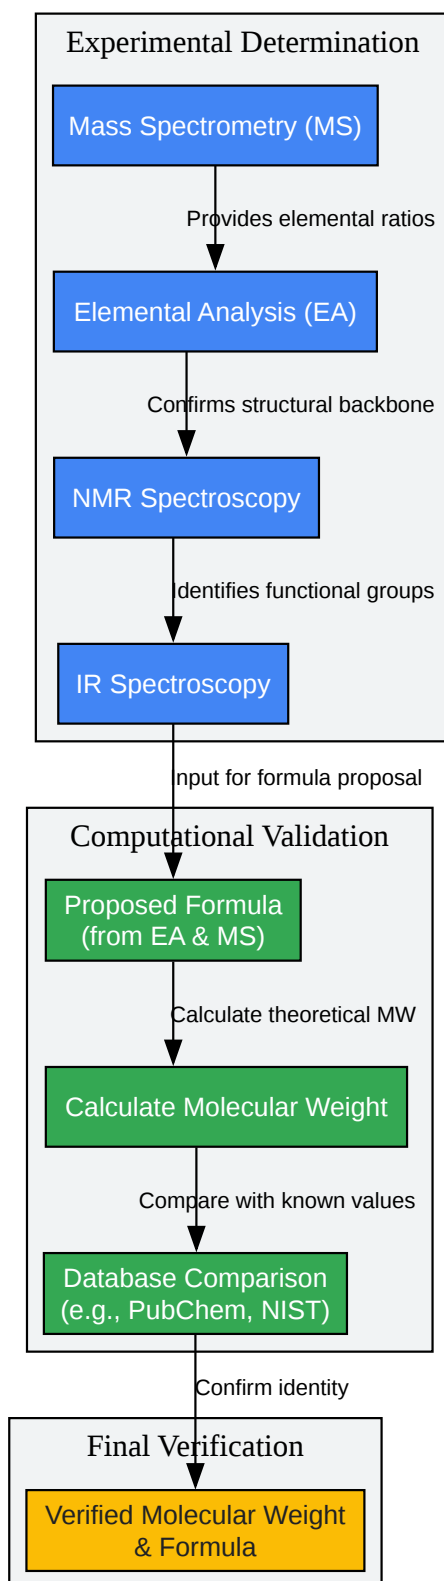 Experimental Determination
Mass Spectrometry (MS)
Provides elemental ratios
Elemental Analysis (EA)
Confirms structural backbone
NMR Spectroscopy
Identifies functional groups
IR Spectroscopy
Input for formula proposal
Computational Validation
Proposed Formula
(from EA & MS)
Calculate theoretical MW
Calculate Molecular Weight
Compare with known values
Database Comparison
(e.g., PubChem, NIST)
Confirm identity
Final Verification
Verified Molecular Weight
& Formula